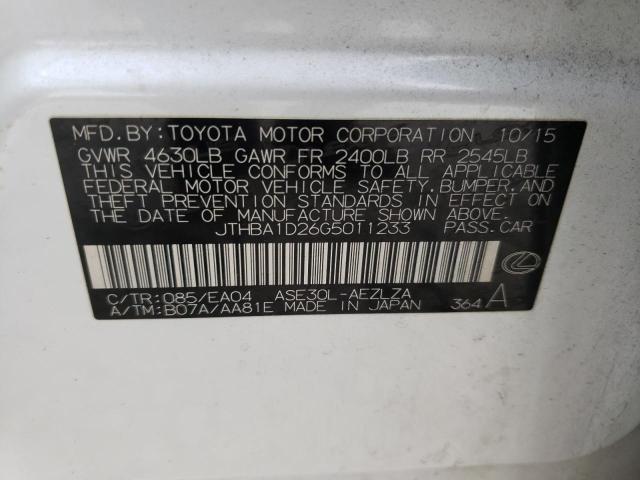 MFD.BY:TOYOTA MOTOR CORPORATION 10/15
GVWR 4630LB GAWR FR 2400LB RR 2545LB
THIS VEHICLE CONFORMS TO ALL APPLICABLE
FEDERAL MOTOR VEHICLE SAFETY,BUMPER,AND
THEFT PREVENTION STANDARDS IN EFFECT ON
THE DATE OF MANUFACTURE SHOWN ABOVE.
JTHBA1D26G5011233 PASS.CAR
C/TR:085/EA04 ASE30L-AEZLZA
A/TM:B07A/AA81E MADE IN JAPAN 364 A